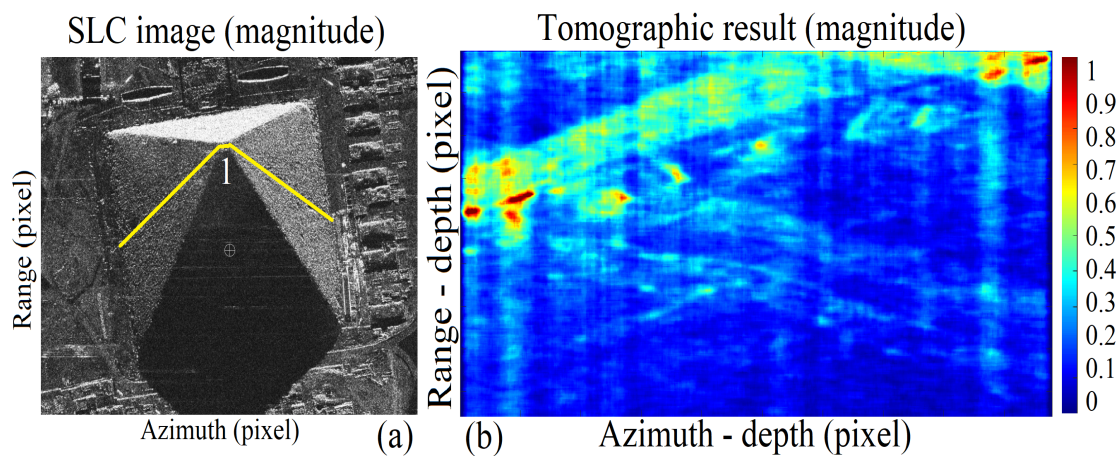 SLC image (magnitude)
Range (pixel)
1
Azimuth (pixel)
(a)
Tomographic result (magnitude)
Range - depth (pixel)
Azimuth - depth (pixel)
(b)
1
0.9
0.8
0.7
0.6
0.5
0.4
0.3
0.2
0.1
0